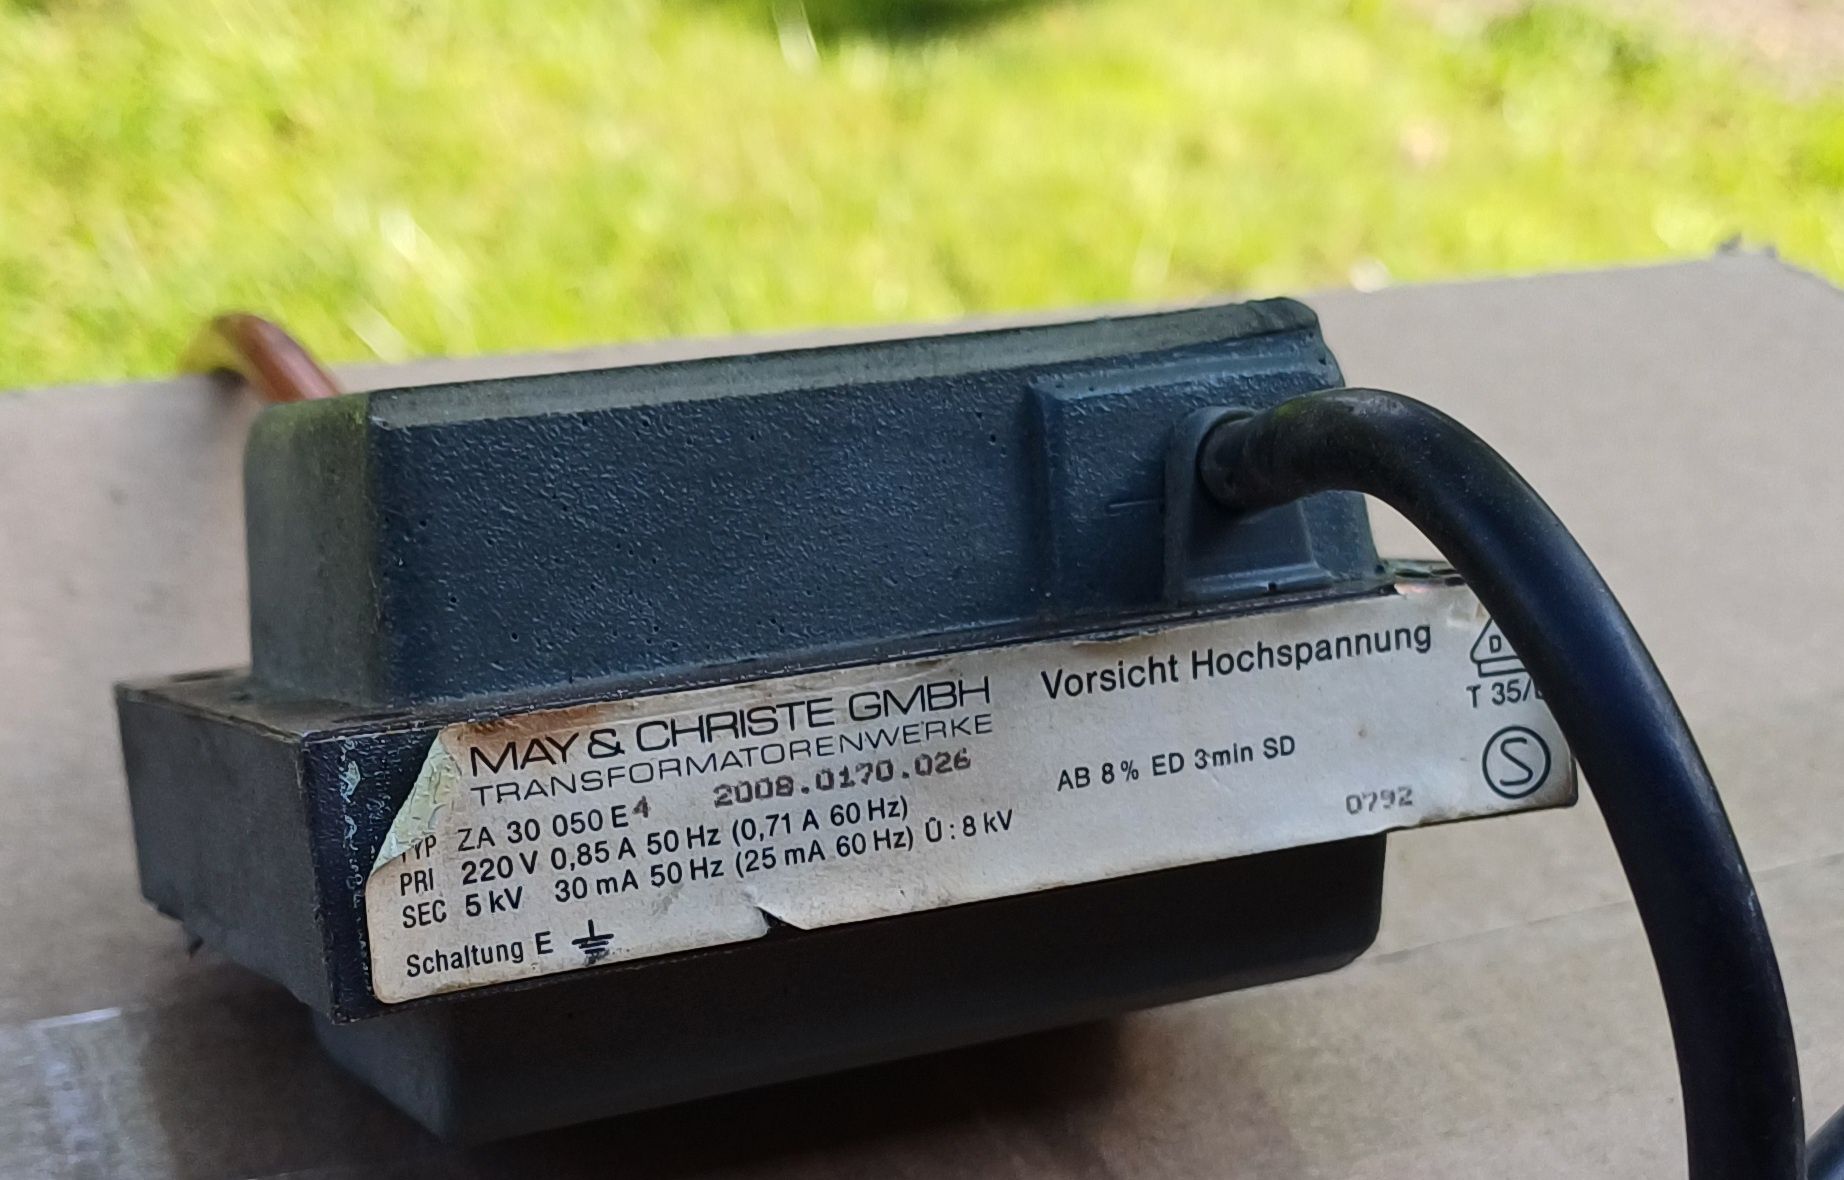 MAY & CHRISTE GMBH
TRANSFORMATORENWERKE
TYP ZA 30 050 E4 2008.0170.026
PRI 220 V 0,85 A 50 Hz (0,71 A 60 Hz)
SEC 5 kV 30 mA 50 Hz (25 mA 60 Hz) Û : 8 kV
Schaltung E
Vorsicht Hochspannung
AB 8% ED 3min SD
0792
D
T 35/
S